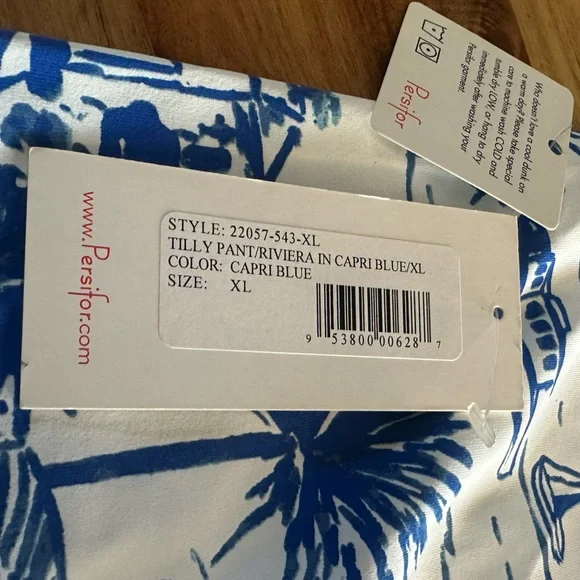 Who doesn't love a cool dunk on
a warm day? Please take special
care to machine wash COLD and
tumble dry LOW, or hang to dry
immediately after washing your
Persifor garment.
Persifor
www.Persifor.com
STYLE: 22057-543-XL
TILLY PANT/RIVIERA IN CAPRI BLUE/XL
COLOR: CAPRI BLUE
SIZE: XL
9 53800 00628 7